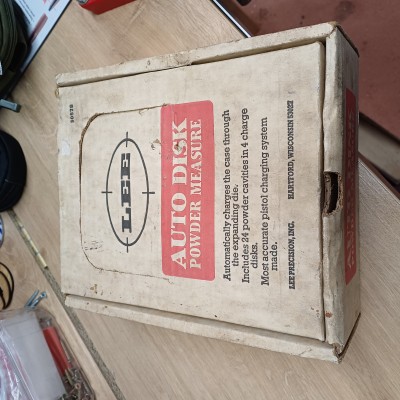 LEE
AUTO DISK
POWDER MEASURE
Automatically charges the case through
the expanding die.
Includes 24 powder cavities in 4 charge
disks.
Most accurate pistol charging system
made.
LEE PRECISION, INC. HARTFORD, WISCONSIN 53027